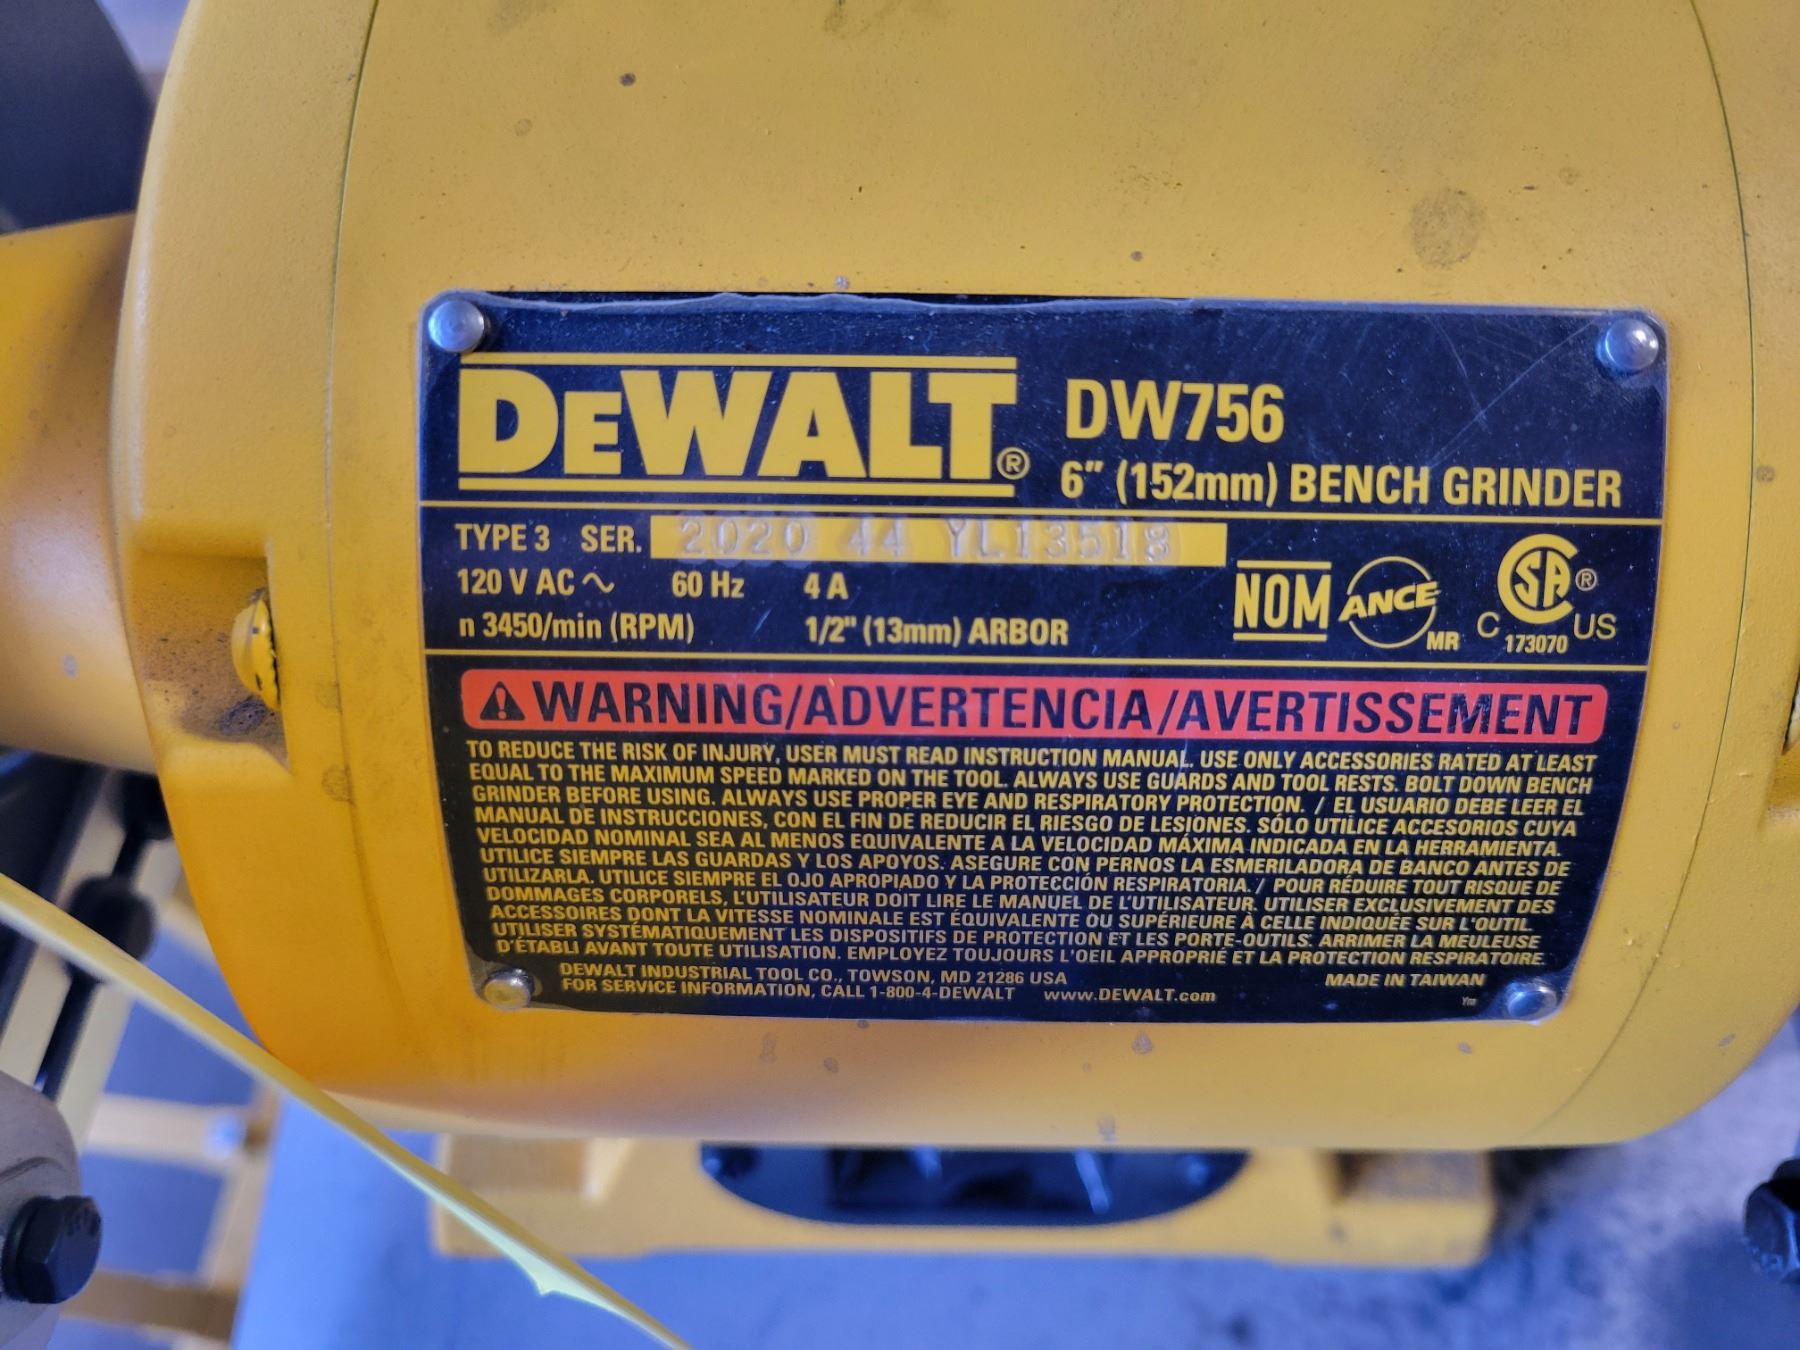 DEWALT® DW756
6" (152mm) BENCH GRINDER
TYPE 3 SER. 2020 44 YL13518
120 V AC ~ 60 Hz 4 A
n 3450/min (RPM) 1/2" (13mm) ARBOR
NOM ANCE MR C SA® US
173070
WARNING/ADVERTENCIA/AVERTISSEMENT
TO REDUCE THE RISK OF INJURY, USER MUST READ INSTRUCTION MANUAL. USE ONLY ACCESSORIES RATED AT LEAST
EQUAL TO THE MAXIMUM SPEED MARKED ON THE TOOL. ALWAYS USE GUARDS AND TOOL RESTS. BOLT DOWN BENCH
GRINDER BEFORE USING. ALWAYS USE PROPER EYE AND RESPIRATORY PROTECTION. / EL USUARIO DEBE LEER EL
MANUAL DE INSTRUCCIONES, CON EL FIN DE REDUCIR EL RIESGO DE LESIONES. SÓLO UTILICE ACCESORIOS CUYA
VELOCIDAD NOMINAL SEA AL MENOS EQUIVALENTE A LA VELOCIDAD MÁXIMA INDICADA EN LA HERRAMIENTA.
UTILICE SIEMPRE LAS GUARDAS Y LOS APOYOS. ASEGURE CON PERNOS LA ESMERILADORA DE BANCO ANTES DE
UTILIZARLA. UTILICE SIEMPRE EL OJO APROPIADO Y LA PROTECCIÓN RESPIRATORIA. / POUR RÉDUIRE TOUT RISQUE DE
DOMMAGES CORPORELS, L'UTILISATEUR DOIT LIRE LE MANUEL DE L'UTILISATEUR. UTILISER EXCLUSIVEMENT DES
ACCESSOIRES DONT LA VITESSE NOMINALE EST ÉQUIVALENTE OU SUPÉRIEURE À CELLE INDIQUÉE SUR L'OUTIL.
UTILISER SYSTÉMATIQUEMENT LES DISPOSITIFS DE PROTECTION ET LES PORTE-OUTILS. ARRIMER LA MEULEUSE
D'ÉTABLI AVANT TOUTE UTILISATION. EMPLOYEZ TOUJOURS L'OEIL APPROPRIÉ ET LA PROTECTION RESPIRATOIRE.
DEWALT INDUSTRIAL TOOL CO., TOWSON, MD 21286 USA MADE IN TAIWAN
FOR SERVICE INFORMATION, CALL 1-800-4-DEWALT www.DEWALT.com